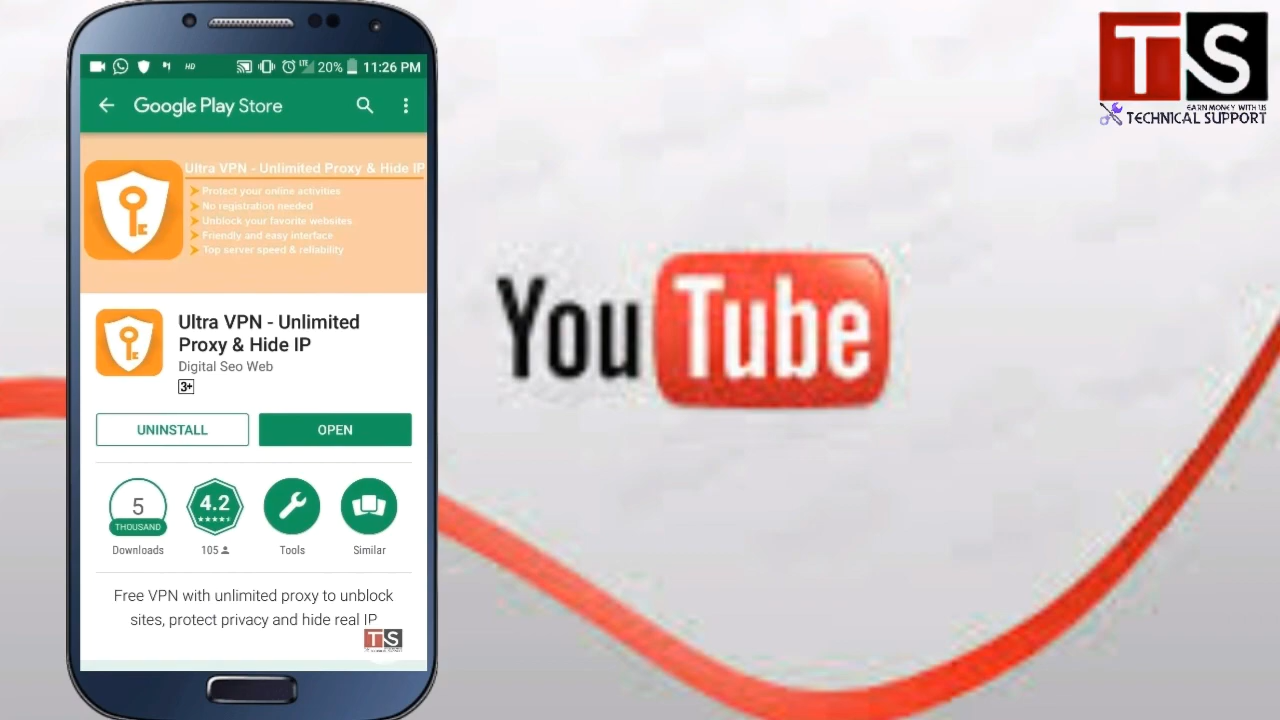 HD LTE 20% 11:26 PM
Google Play Store
Ultra VPN - Unlimited Proxy & Hide IP
Protect your online activities
No registration needed
Unblock your favorite websites
Friendly and easy interface
Top server speed & reliability
Ultra VPN - Unlimited
Proxy & Hide IP
Digital Seo Web
3+
UNINSTALL OPEN
5
THOUSAND
4.2
Downloads 105 Tools Similar
Free VPN with unlimited proxy to unblock
sites, protect privacy and hide real IP
TS
You Tube
TS
EARN MONEY WITH US
TECHNICAL SUPPORT